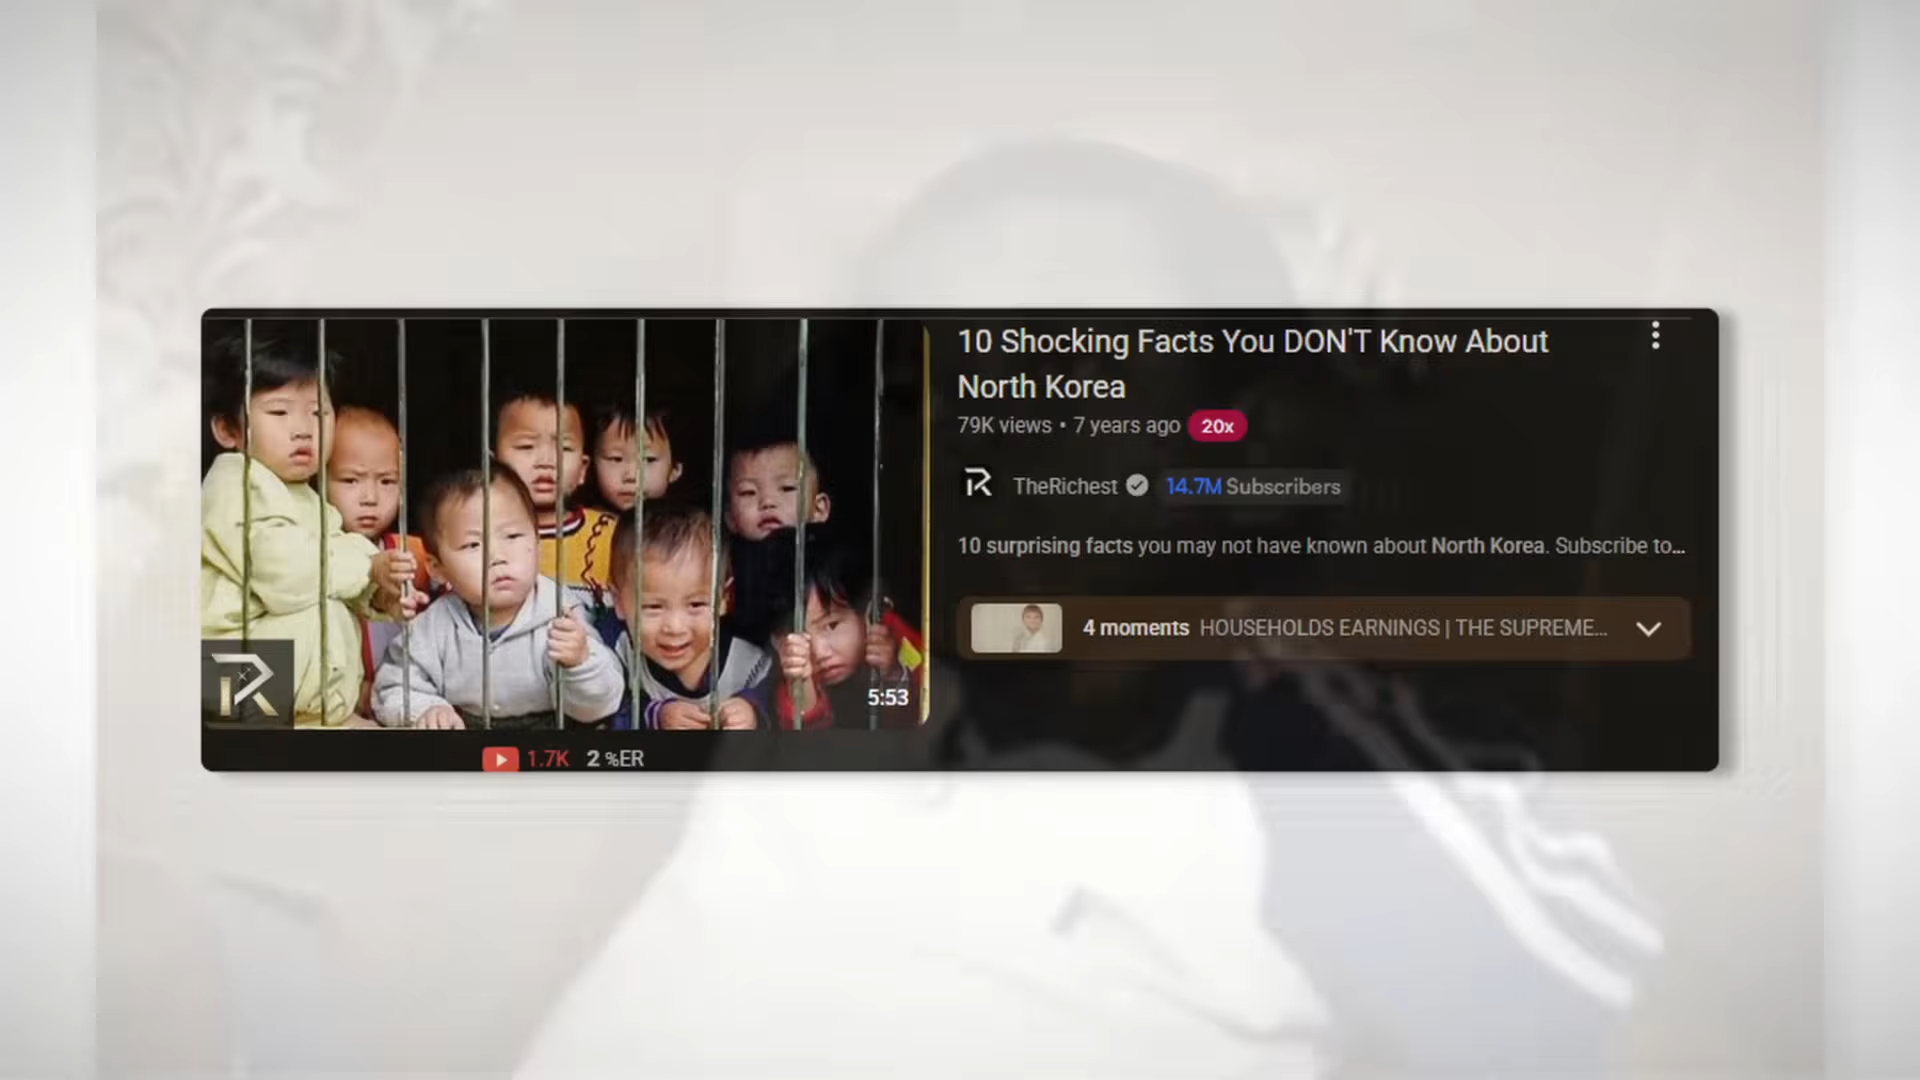 10 Shocking Facts You DON'T Know About
North Korea
79K views • 7 years ago 20x
TheRichest 14.7M Subscribers
10 surprising facts you may not have known about North Korea. Subscribe to...
4 moments HOUSEHOLDS EARNINGS | THE SUPREME...
R
5:53
1.7K 2 %ER